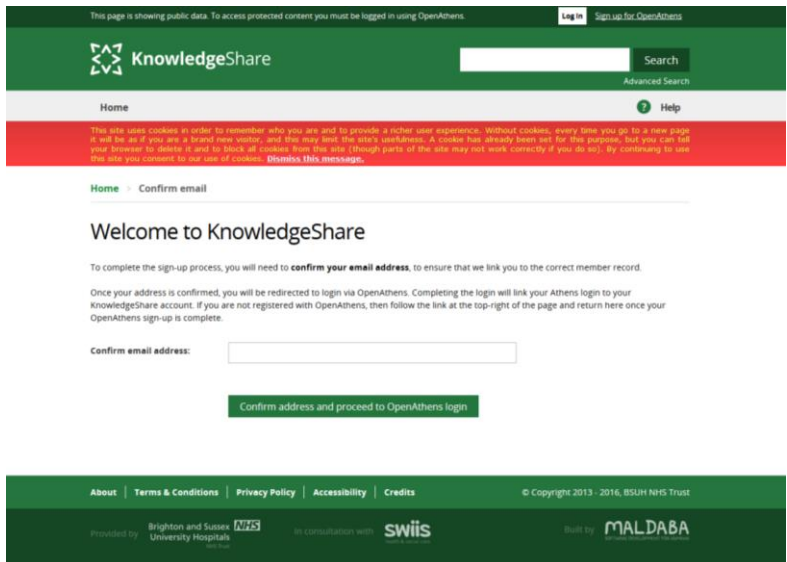 This page is showing public data. To access protected content you must be logged in using OpenAthens.
Log in
Sign up for OpenAthens
KnowledgeShare
Search
Advanced Search
Home
? Help
This site uses cookies in order to remember who you are and to provide a richer user experience. Without cookies, every time you go to a new page
it will be as if you are a brand new visitor, and this may limit the site's usefulness. A cookie has already been set for this purpose, but you can tell
your browser to delete it and to block all cookies from this site (though parts of the site may not work correctly if you do so). By continuing to use
this site you consent to our use of cookies. Dismiss this message.
Home Confirm email
Welcome to KnowledgeShare
To complete the sign-up process, you will need to confirm your email address, to ensure that we link you to the correct member record.
Once your address is confirmed, you will be redirected to login via OpenAthens. Completing the login will link your Athens login to your
KnowledgeShare account. If you are not registered with OpenAthens, then follow the link at the top-right of the page and return here once your
OpenAthens sign-up is complete.
Confirm email address:
Confirm address and proceed to OpenAthens login
About | Terms & Conditions | Privacy Policy | Accessibility | Credits
© Copyright 2013 - 2016, BSUH NHS Trust
Provided by
Brighton and Sussex NHS
University Hospitals
NHS Trust
In consultation with
swiis
Built by
MALDABA